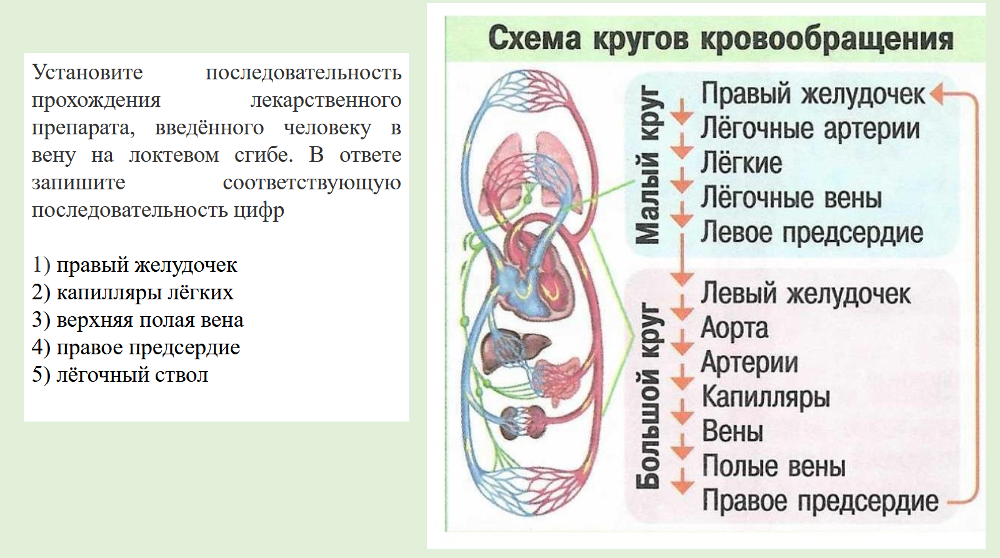 Установите последовательность
прохождения лекарственного
препарата, введённого человеку в
вену на локтевом сгибе. В ответе
запишите соответствующую
последовательность цифр
1) правый желудочек
2) капилляры лёгких
3) верхняя полая вена
4) правое предсердие
5) лёгочный ствол
Схема кругов кровообращения
Малый круг
Правый желудочек
Лёгочные артерии
Лёгкие
Лёгочные вены
Левое предсердие
Большой круг
Левый желудочек
Аорта
Артерии
Капилляры
Вены
Полые вены
Правое предсердие